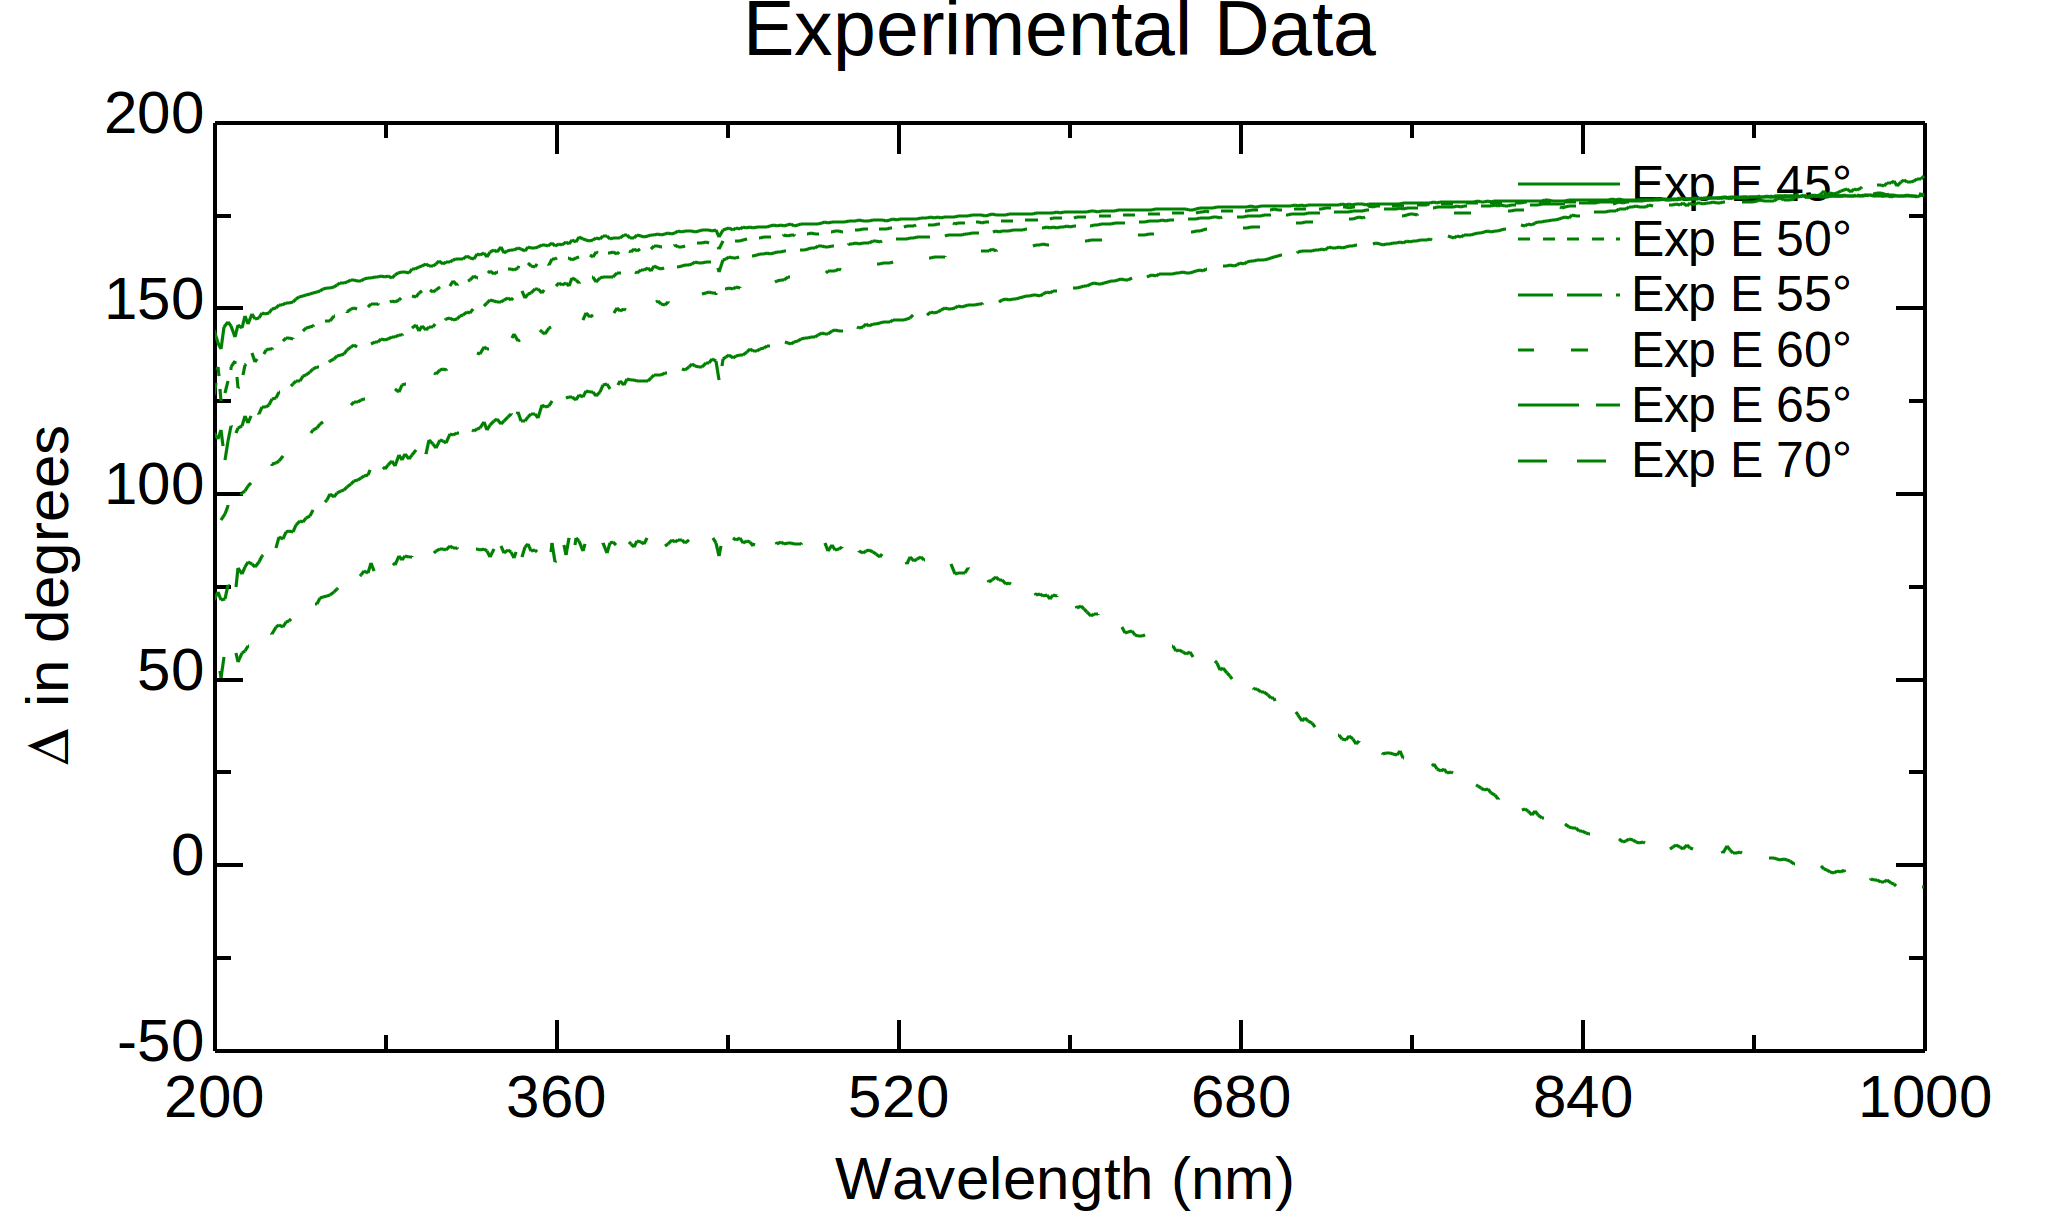 Experimental Data
200
150
100
50
0
-50
Δ in degrees
Exp E 45°
Exp E 50°
Exp E 55°
Exp E 60°
Exp E 65°
Exp E 70°
200 360 520 680 840 1000
Wavelength (nm)